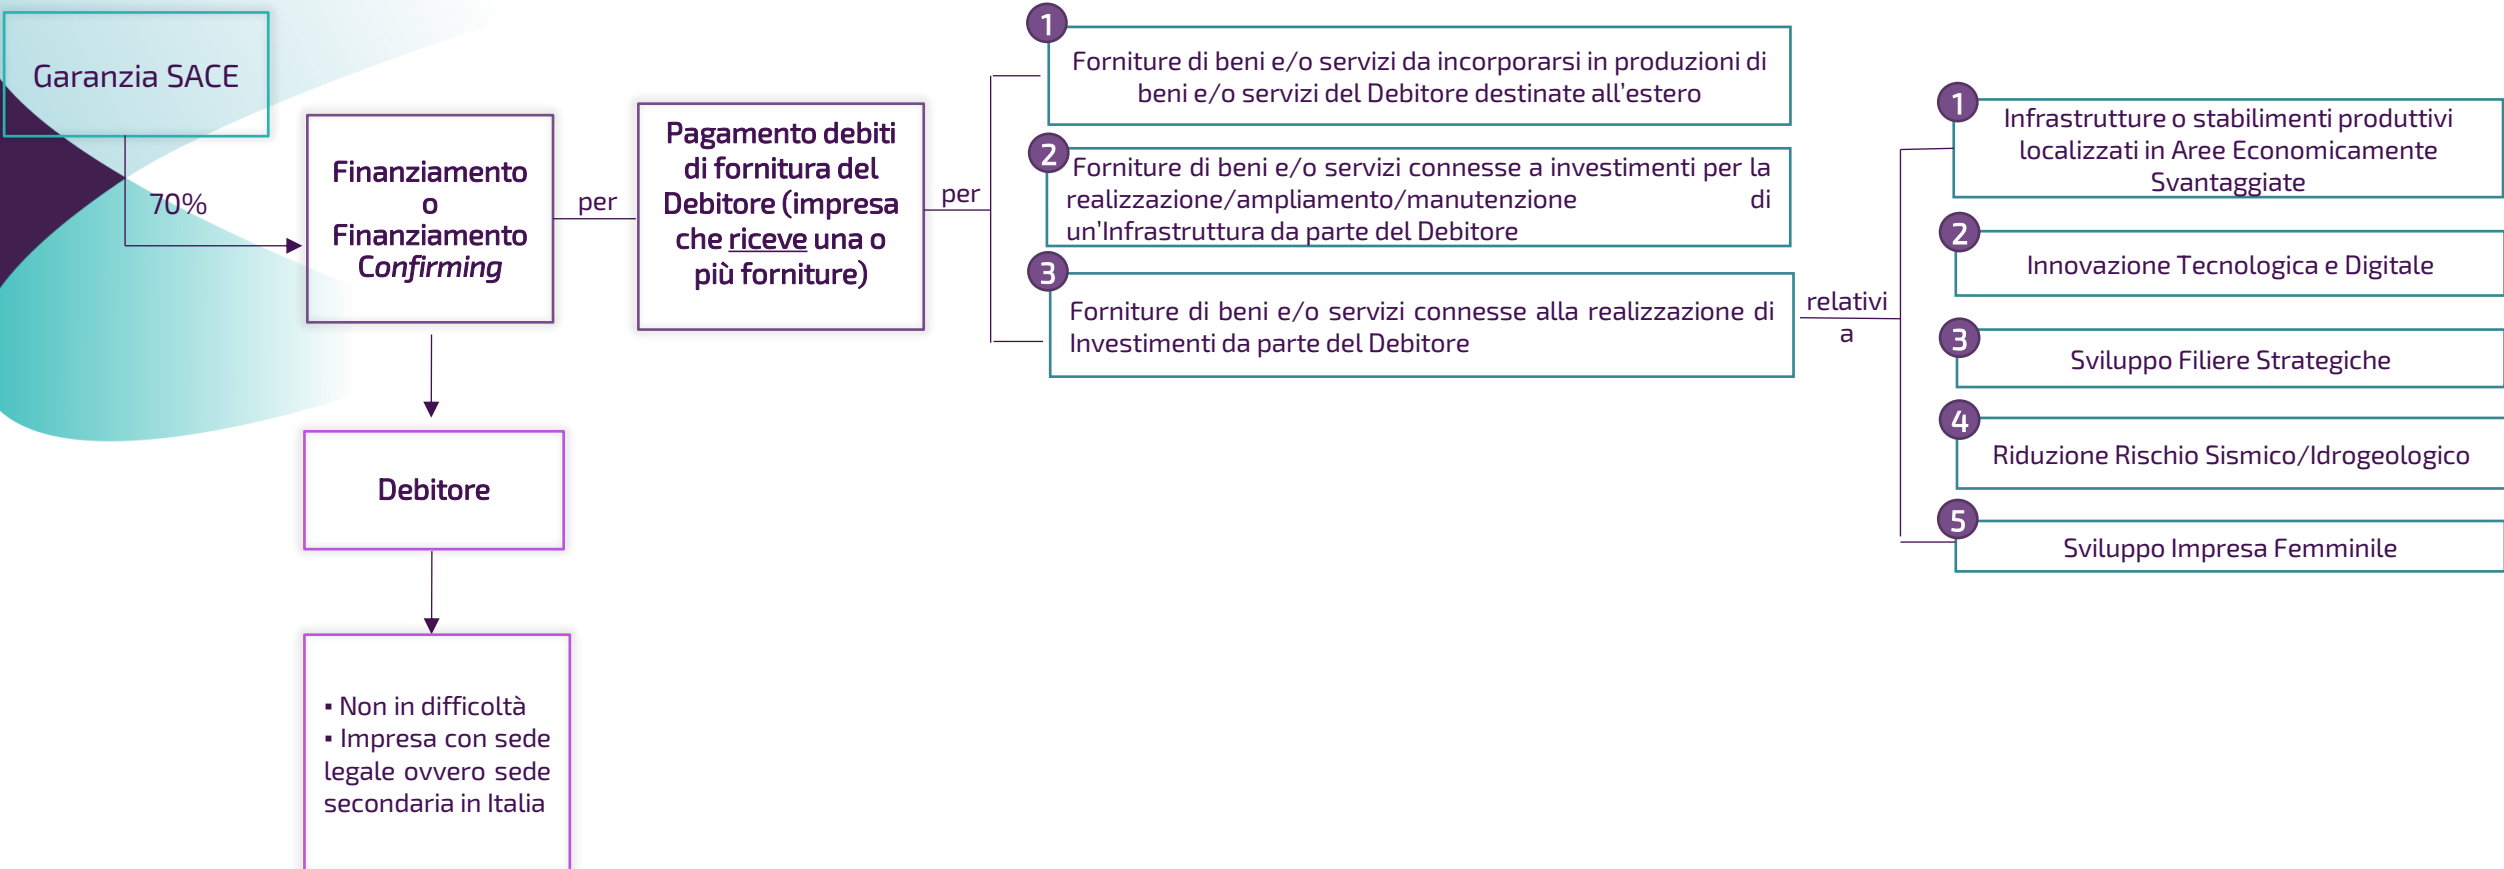 Garanzia SACE
70%
Finanziamento
o
Finanziamento
Confirming
per
Pagamento debiti
di fornitura del
Debitore (impresa
che riceve una o
più forniture)
per
1
Forniture di beni e/o servizi da incorporarsi in produzioni di
beni e/o servizi del Debitore destinate all'estero
2
Forniture di beni e/o servizi connesse a investimenti per la
realizzazione/ampliamento/manutenzione di
un'Infrastruttura da parte del Debitore
3
Forniture di beni e/o servizi connesse alla realizzazione di
Investimenti da parte del Debitore
relativi
a
1
Infrastrutture o stabilimenti produttivi
localizzati in Aree Economicamente
Svantaggiate
2
Innovazione Tecnologica e Digitale
3
Sviluppo Filiere Strategiche
4
Riduzione Rischio Sismico/Idrogeologico
5
Sviluppo Impresa Femminile
Debitore
▪ Non in difficoltà
▪ Impresa con sede
legale ovvero sede
secondaria in Italia